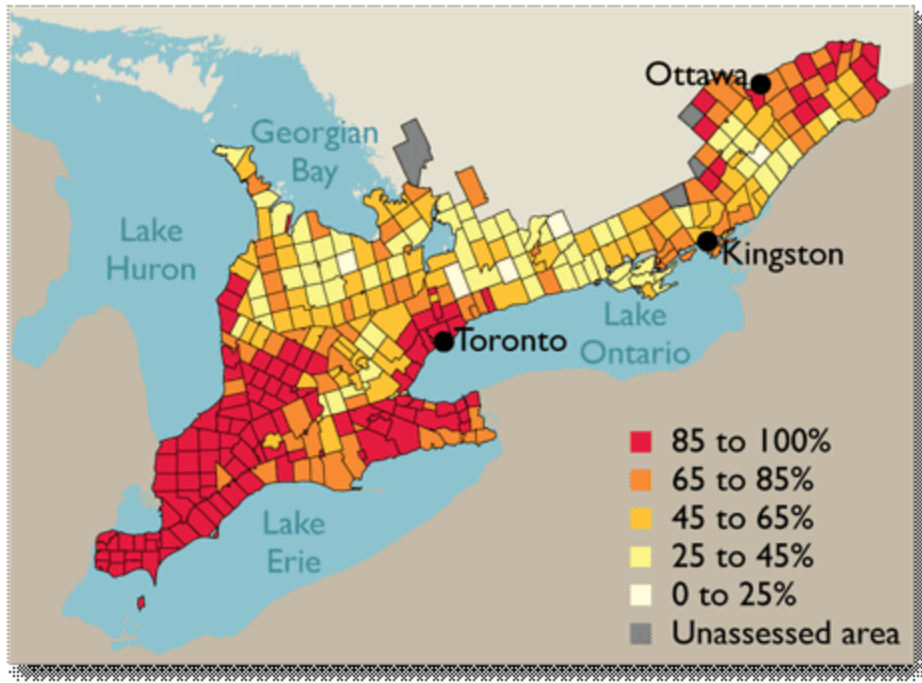 Ottawa
Georgian
Bay
Lake
Huron
Kingston
Lake
Ontario
Toronto
85 to 100%
65 to 85%
45 to 65%
25 to 45%
0 to 25%
Unassessed area
Lake
Erie